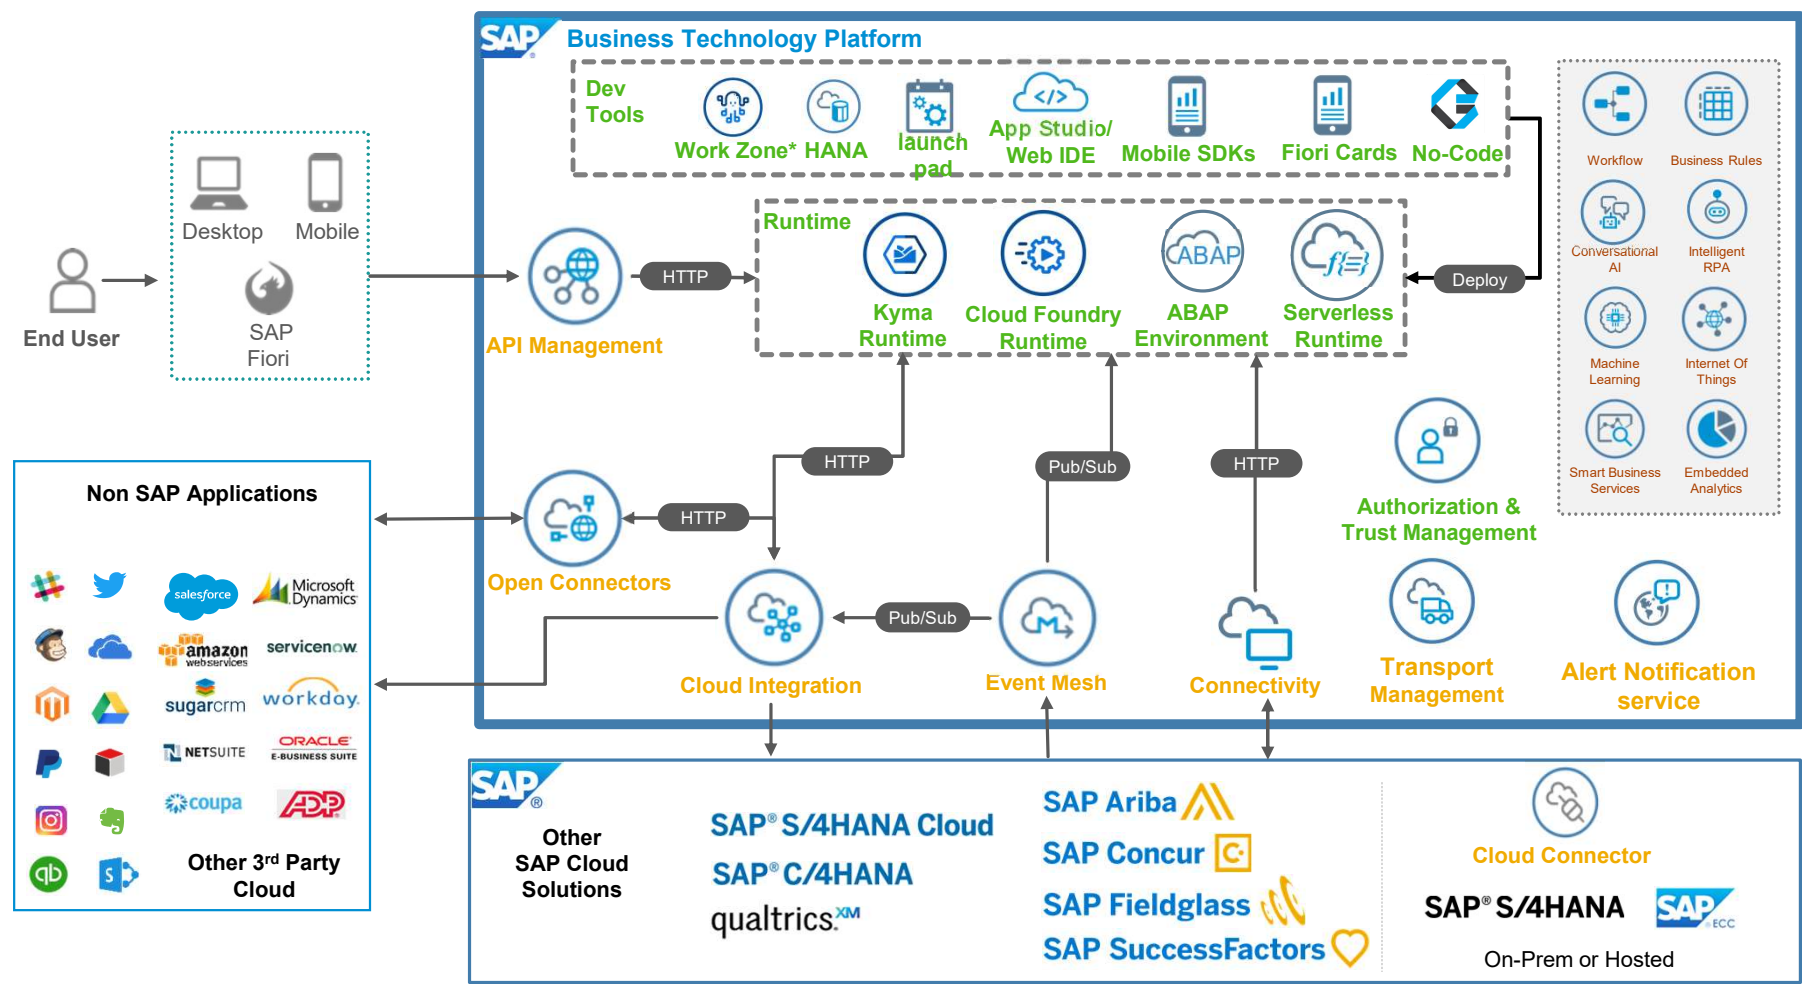 SAP
Business Technology Platform
Dev
Tools
Work Zone*
HANA
launch
pad
</>
App Studio/
Web IDE
Mobile SDKs
Fiori Cards
No-Code
Workflow
Business Rules
Conversational
AI
Intelligent
RPA
Machine
Learning
Internet Of
Things
Smart Business
Services
Embedded
Analytics
Desktop
Mobile
SAP
Fiori
End User
API Management
HTTP
Runtime
Kyma
Runtime
Cloud Foundry
Runtime
ABAP
ABAP
Environment
f{=}
Serverless
Runtime
Deploy
HTTP
Pub/Sub
HTTP
HTTP
Open Connectors
Authorization &
Trust Management
Cloud Integration
Pub/Sub
M
Event Mesh
Connectivity
Transport
Management
Alert Notification
service
Non SAP Applications
salesforce
Microsoft
Dynamics
amazon
webservices
servicenow
sugarcrm
workday.
N NETSUITE
ORACLE
E-BUSINESS SUITE
coupa
ADP
qb
S
Other 3rd Party
Cloud
SAP®
Other
SAP Cloud
Solutions
SAP® S/4HANA Cloud
SAP® C/4HANA
qualtrics.XM
SAP Ariba
SAP Concur C.
SAP Fieldglass
SAP SuccessFactors
Cloud Connector
SAP® S/4HANA
SAP ECC
On-Prem or Hosted